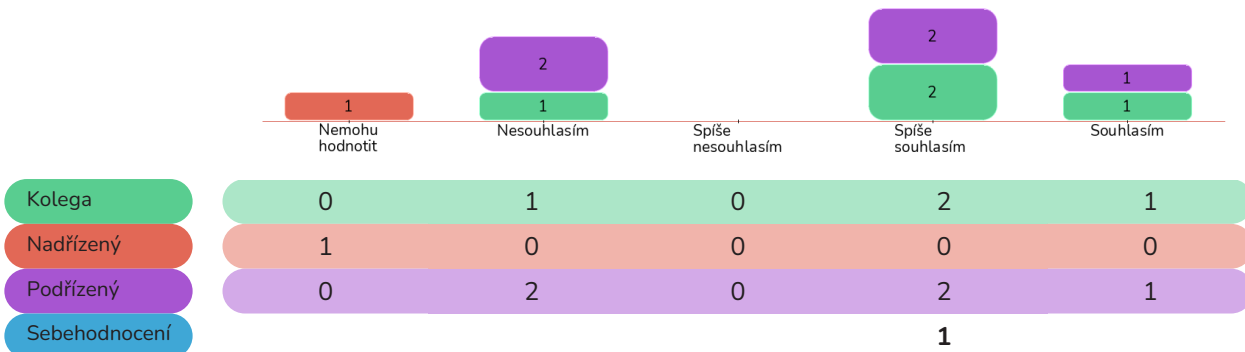 2
2
1
2
1
1
1
Nemohu
hodnotit
Nesouhlasím
Spíše
nesouhlasím
Spíše
souhlasím
Souhlasím
Kolega 0 1 0 2 1
Nadřízený 1 0 0 0 0
Podřízený 0 2 0 2 1
Sebehodnocení 1